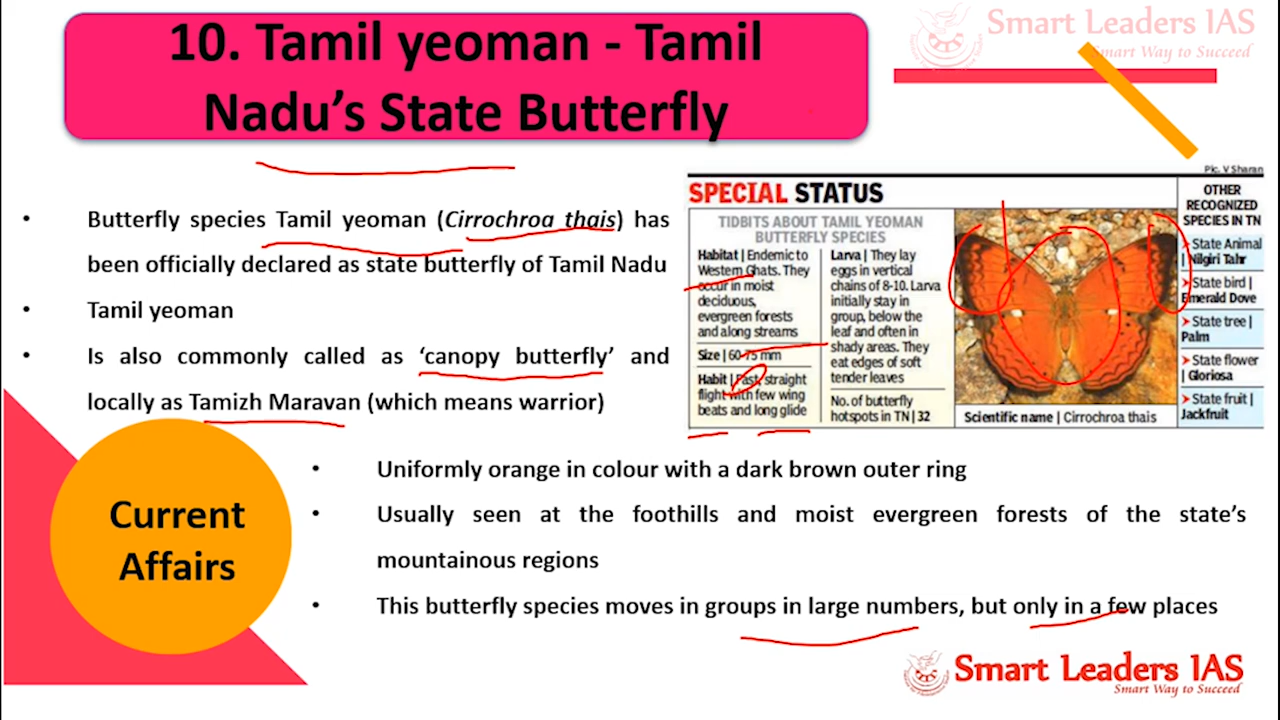 Smart Leaders IAS
Smart Way to Succeed
10. Tamil yeoman - Tamil
Nadu's State Butterfly
• Butterfly species Tamil yeoman (Cirrochroa thais) has
been officially declared as state butterfly of Tamil Nadu
• Tamil yeoman
• Is also commonly called as ‘canopy butterfly’ and
locally as Tamizh Maravan (which means warrior)
Pic. V Sharan
SPECIAL STATUS
TIDBITS ABOUT TAMIL YEOMAN
BUTTERFLY SPECIES
Habitat | Endemic to
Western Ghats. They
occur in moist
deciduous,
evergreen forests
and along streams
Size | 60-75 mm
Habit | Fast, straight
flight with few wing
beats and long glide
Larva | They lay
eggs in vertical
chains of 8-10. Larva
initially stay in
group, below the
leaf and often in
shady areas. They
eat edges of soft
tender leaves
No. of butterfly
hotspots in TN | 32
Scientific name | Cirrochroa thais
OTHER
RECOGNIZED
SPECIES IN TN
➤ State Animal
| Nilgiri Tahr
➤ State bird |
Emerald Dove
➤ State tree |
Palm
➤ State flower
| Gloriosa
➤ State fruit |
Jackfruit
Current
Affairs
• Uniformly orange in colour with a dark brown outer ring
• Usually seen at the foothills and moist evergreen forests of the state’s
mountainous regions
• This butterfly species moves in groups in large numbers, but only in a few places
Smart Leaders IAS
Smart Way to Succeed